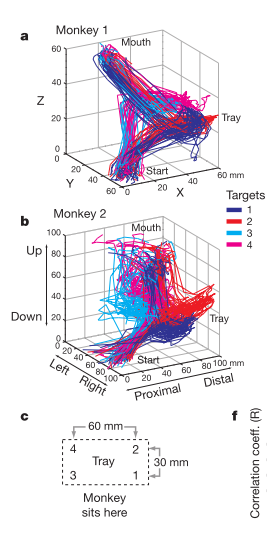 a
Monkey 1
Mouth
60
40
Z
20
0
0
20
Y
40
60
Start
0
20
40
60 mm
X
Tray
Targets
1
2
3
4
b
Monkey 2
Mouth
100
Up
80
60
40
Down
20
0
0
20
40
60
80
100
Left
Right
Start
0
20
40
60
80
100 mm
Proximal
Distal
Tray
c
60 mm
4 2
Tray
30 mm
3 1
Monkey
sits here
f
Correlation coeff. (R)